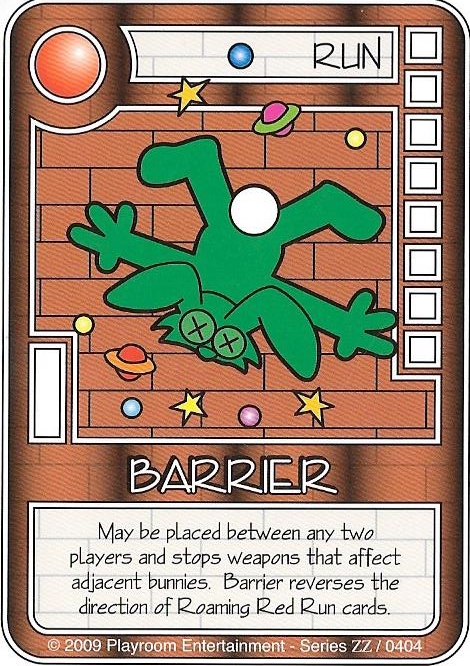 RUN
BARRIER
May be placed between any two
players and stops weapons that affect
adjacent bunnies. Barrier reverses the
direction of Roaming Red Run cards.
© 2009 Playroom Entertainment - Series ZZ / 0404